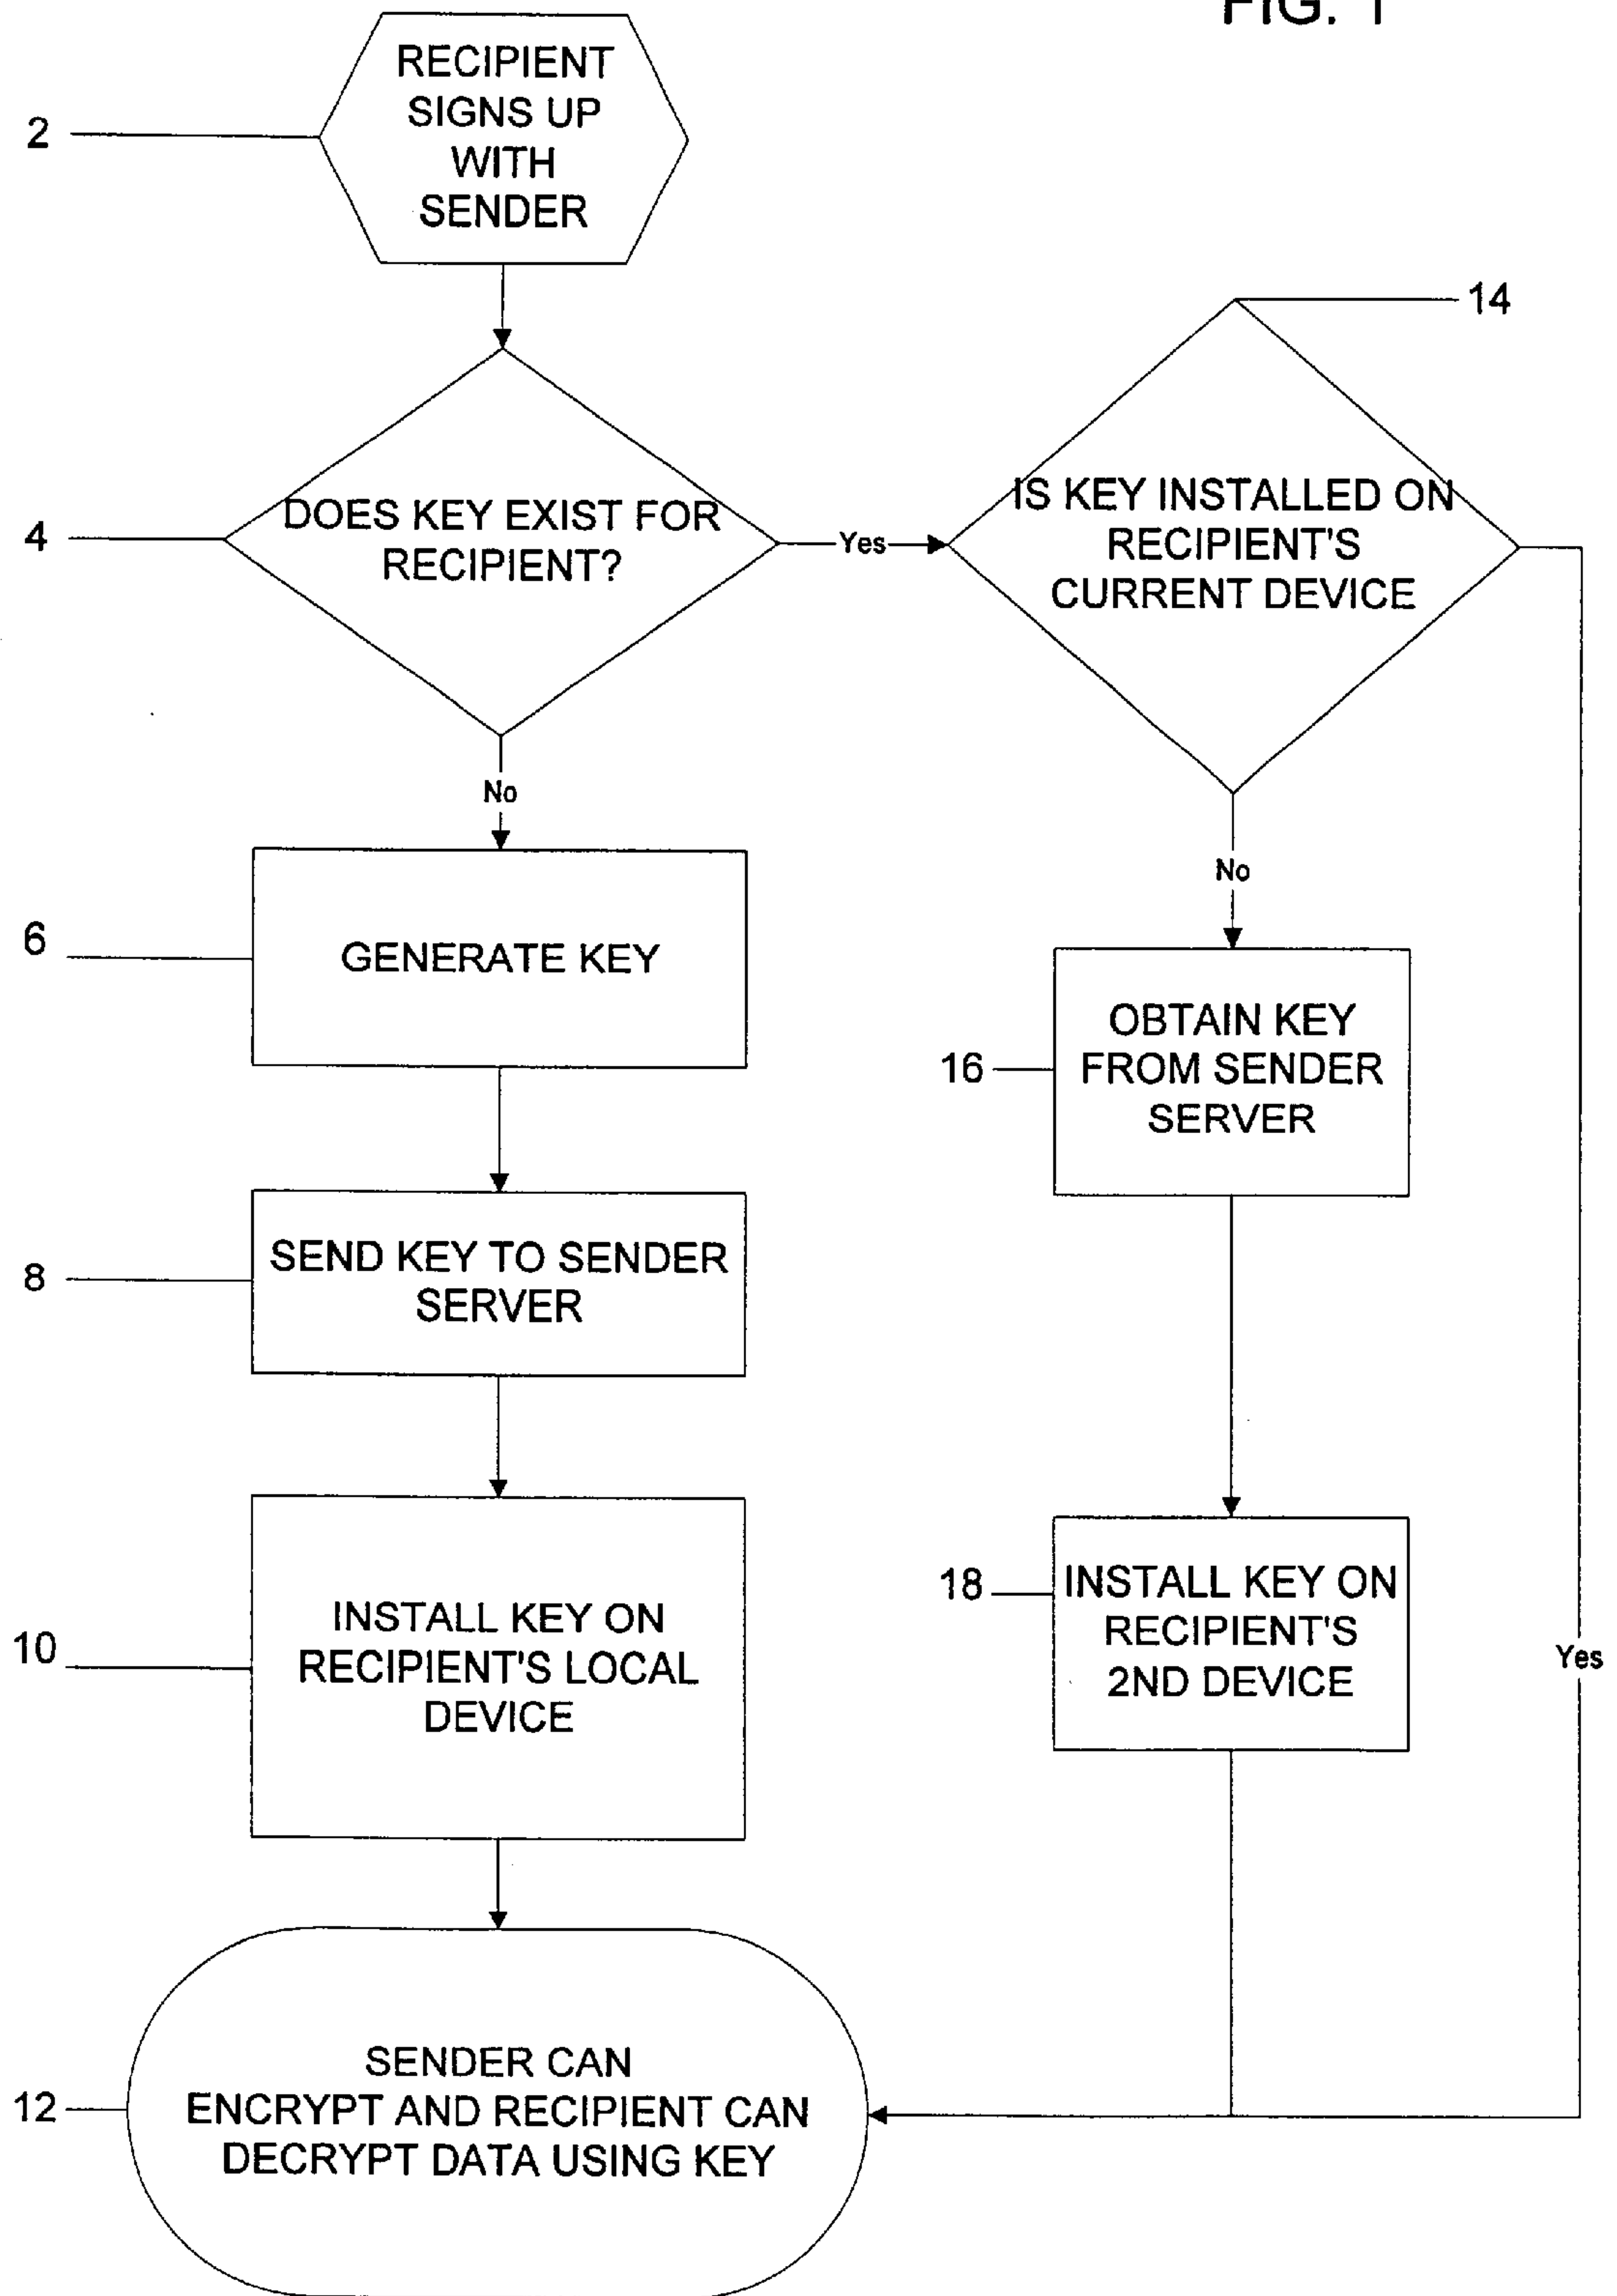 FIG. 1
RECIPIENT
SIGNS UP
WITH
SENDER
2
14
DOES KEY EXIST FOR
RECIPIENT?
4
Yes
IS KEY INSTALLED ON
RECIPIENT'S
CURRENT DEVICE
No
No
6
GENERATE KEY
OBTAIN KEY
FROM SENDER
SERVER
16
8
SEND KEY TO SENDER
SERVER
10
INSTALL KEY ON
RECIPIENT'S LOCAL
DEVICE
18
INSTALL KEY ON
RECIPIENT'S
2ND DEVICE
Yes
12
SENDER CAN
ENCRYPT AND RECIPIENT CAN
DECRYPT DATA USING KEY